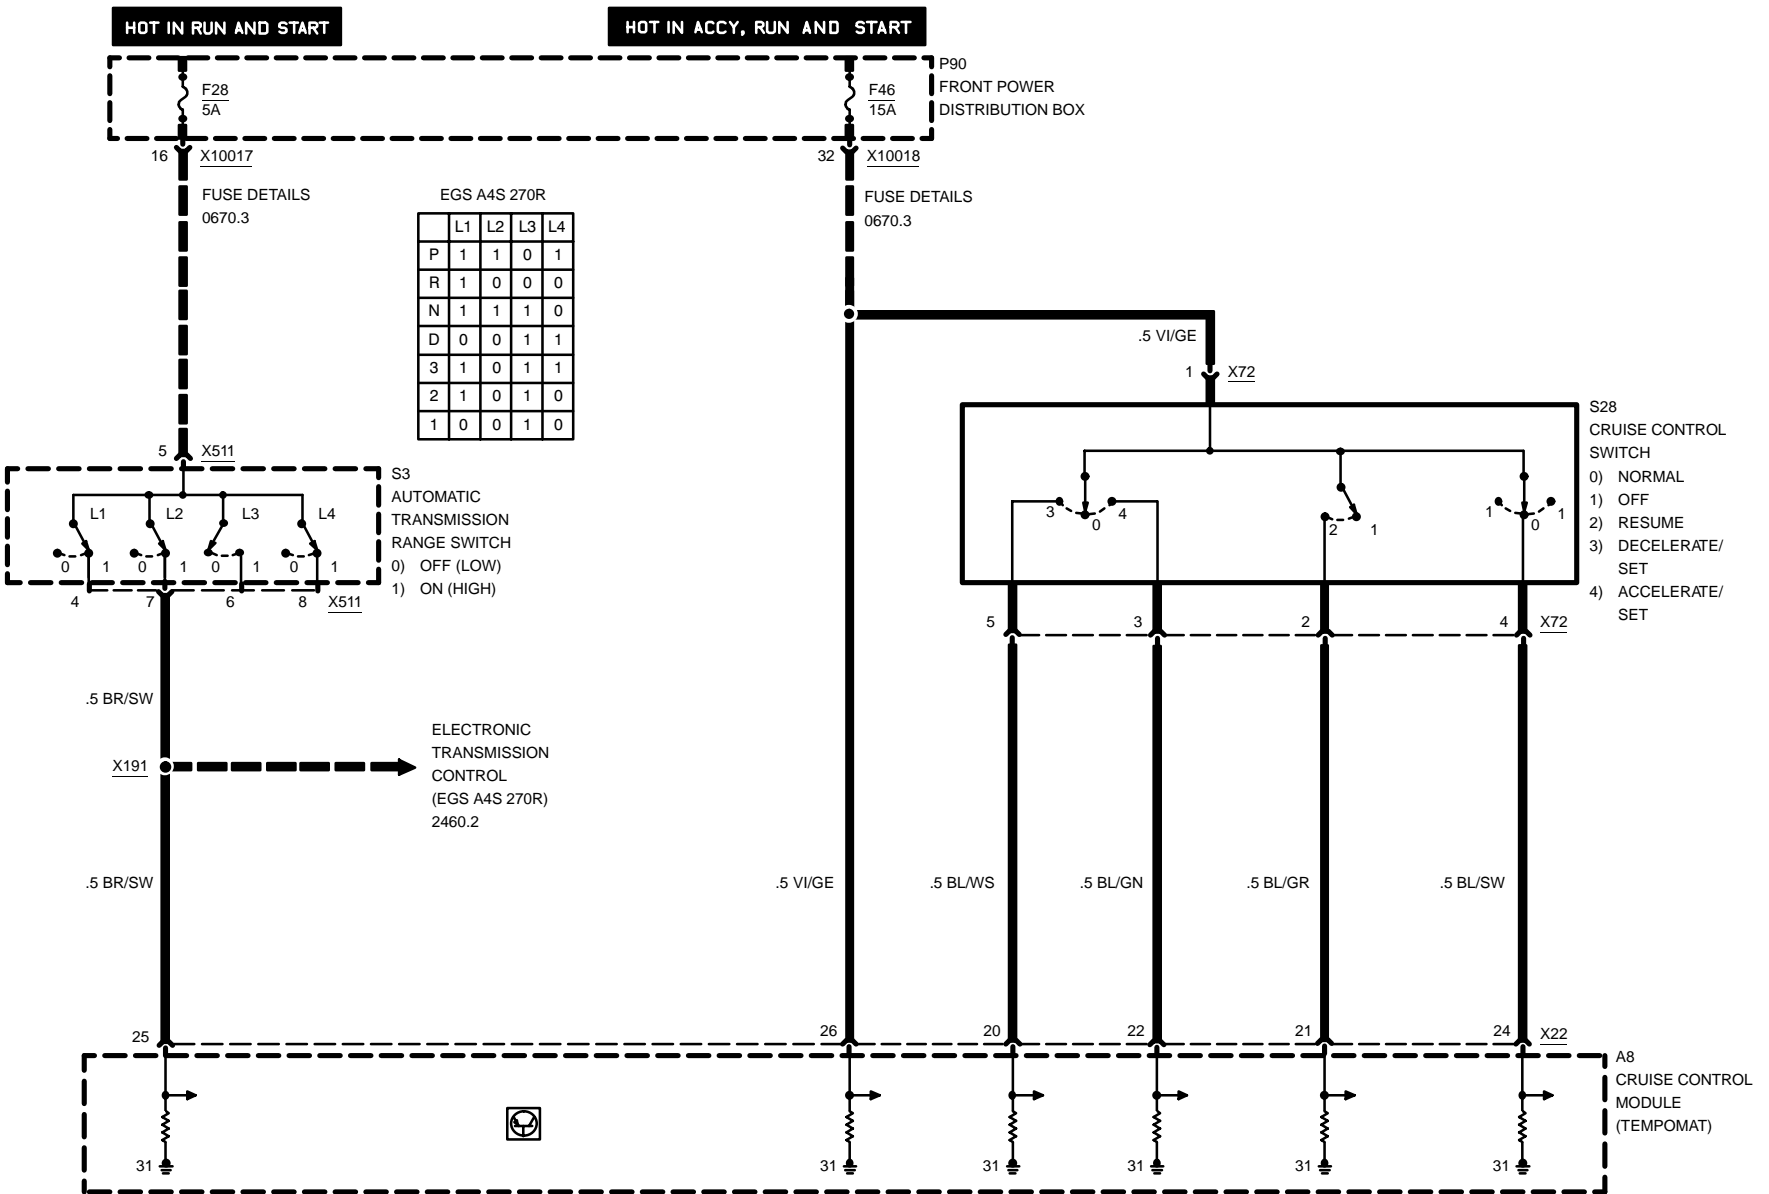 HOT IN RUN AND START
HOT IN ACCY, RUN AND START
F28
5A
F46
15A
P90
FRONT POWER
DISTRIBUTION BOX
16 X10017
32 X10018
FUSE DETAILS
0670.3
FUSE DETAILS
0670.3
EGS A4S 270R
L1 L2 L3 L4
P 1 1 0 1
R 1 0 0 0
N 1 1 1 0
D 0 0 1 1
3 1 0 1 1
2 1 0 1 0
1 0 0 1 0
.5 VI/GE
1 X72
5 X511
S3
AUTOMATIC
TRANSMISSION
RANGE SWITCH
0) OFF (LOW)
1) ON (HIGH)
L1 L2 L3 L4
0 1 0 1 0 1 0 1
4 7 6 8 X511
S28
CRUISE CONTROL
SWITCH
0) NORMAL
1) OFF
2) RESUME
3) DECELERATE/
SET
4) ACCELERATE/
SET
3 0 4
2 1
1 0 1
5 3 2 4 X72
.5 BR/SW
X191
ELECTRONIC
TRANSMISSION
CONTROL
(EGS A4S 270R)
2460.2
.5 BR/SW
.5 VI/GE
.5 BL/WS
.5 BL/GN
.5 BL/GR
.5 BL/SW
25 26 20 22 21 24 X22
A8
CRUISE CONTROL
MODULE
(TEMPOMAT)
31 31 31 31 31 31